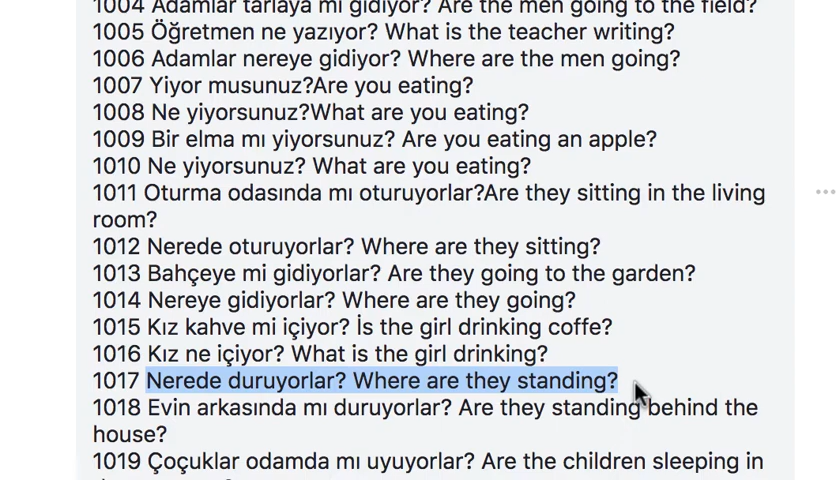 1004 Adamlar tarlaya mı gidiyor? Are the men going to the field?
1005 Öğretmen ne yazıyor? What is the teacher writing?
1006 Adamlar nereye gidiyor? Where are the men going?
1007 Yiyor musunuz?Are you eating?
1008 Ne yiyorsunuz?What are you eating?
1009 Bir elma mı yiyorsunuz? Are you eating an apple?
1010 Ne yiyorsunuz? What are you eating?
1011 Oturma odasında mı oturuyorlar?Are they sitting in the living
room?
1012 Nerede oturuyorlar? Where are they sitting?
1013 Bahçeye mi gidiyorlar? Are they going to the garden?
1014 Nereye gidiyorlar? Where are they going?
1015 Kız kahve mi içiyor? İs the girl drinking coffe?
1016 Kız ne içiyor? What is the girl drinking?
1017 Nerede duruyorlar? Where are they standing?
1018 Evin arkasında mı duruyorlar? Are they standing behind the
house?
1019 Çoçuklar odamda mı uyuyorlar? Are the children sleeping in